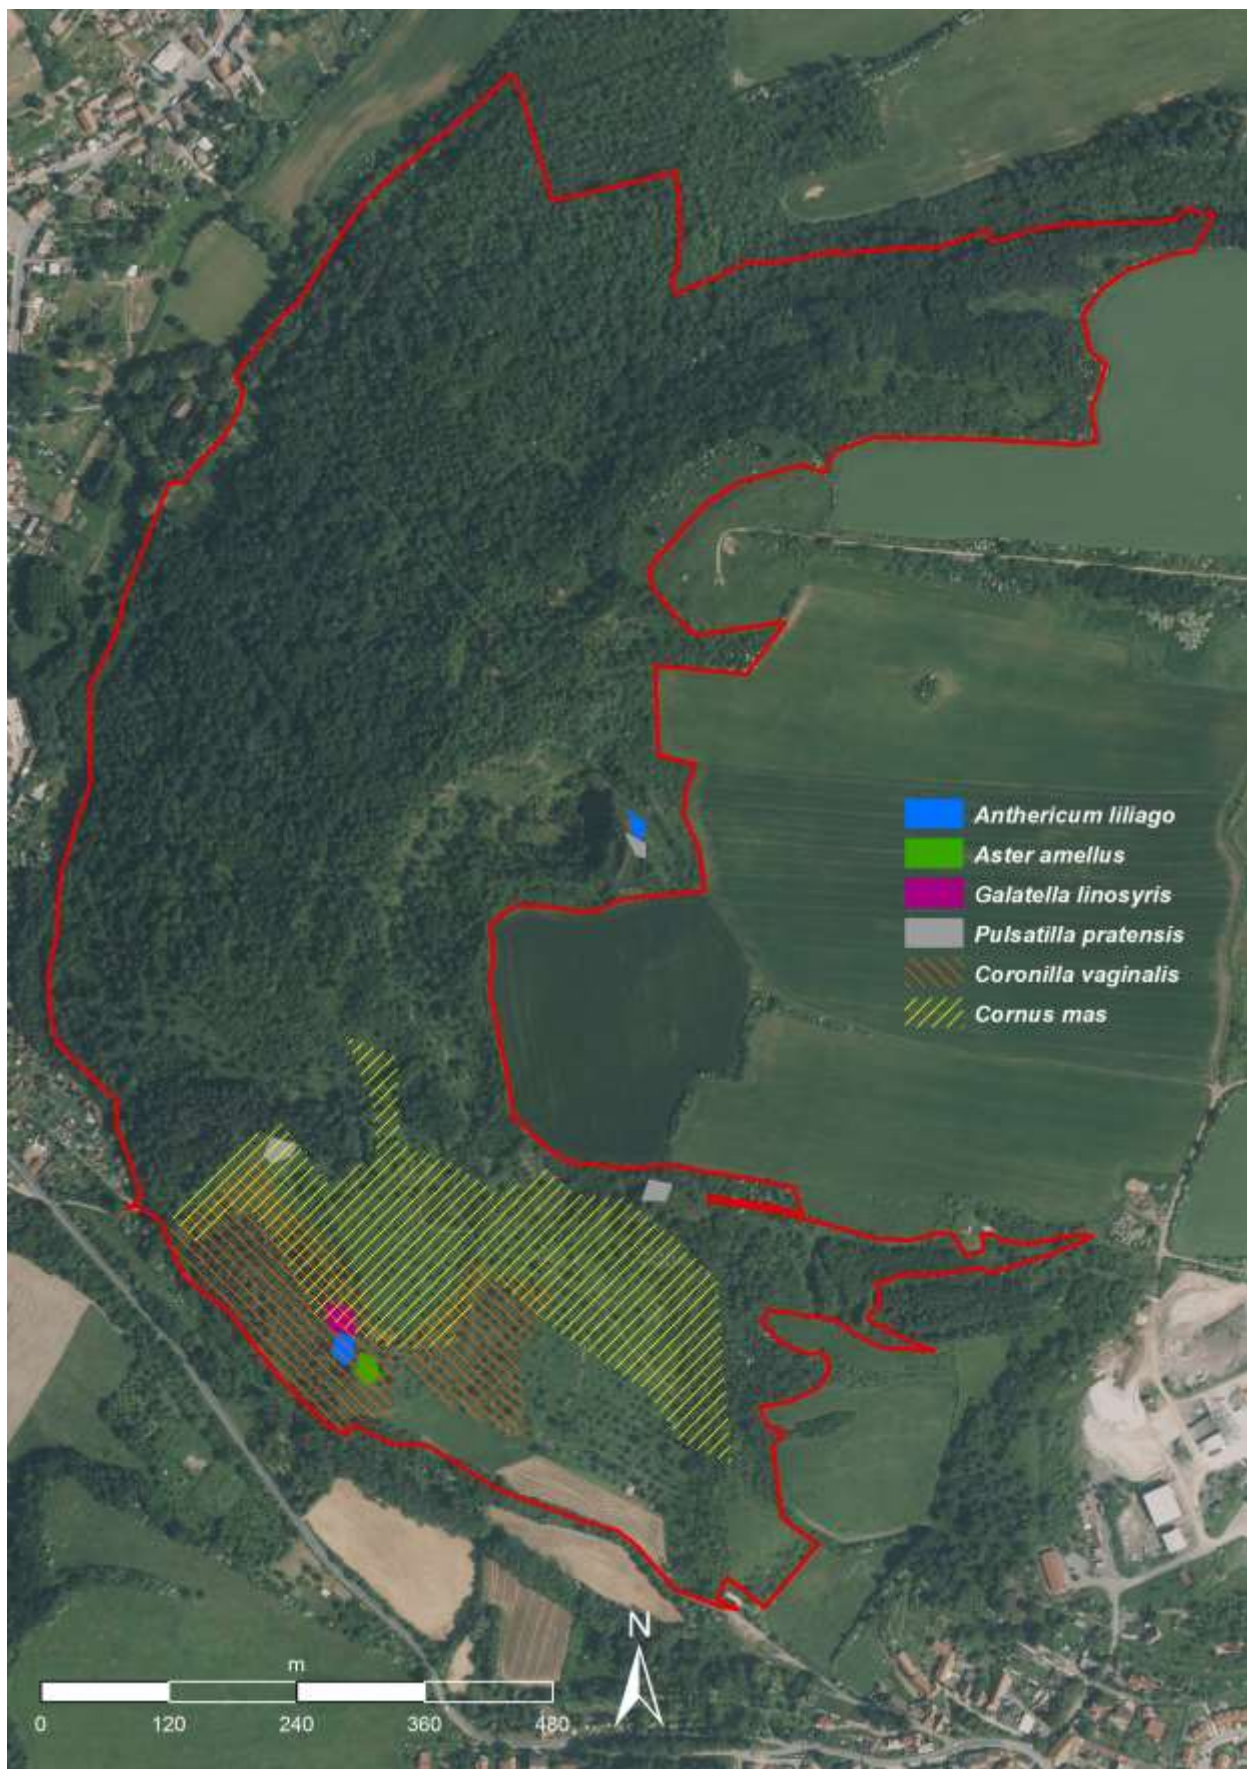 Anthericum liliago
Aster amellus
Galatella linosyris
Pulsatilla pratensis
Coronilla vaginalis
Cornus mas
N
m
0 120 240 360 480